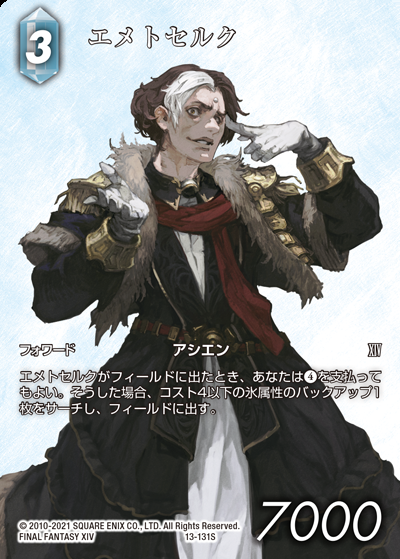 3
エメトセルク
フォワード
アシエン
XIV
エメトセルクがフィールドに出たとき、あなたは4を支払って
もよい。そうした場合、コスト4以下の氷属性のバックアップ1
枚をサーチし、フィールドに出す。
© 2010-2021 SQUARE ENIX CO., LTD. All Rights Reserved.
FINAL FANTASY XIV
13-131S
7000